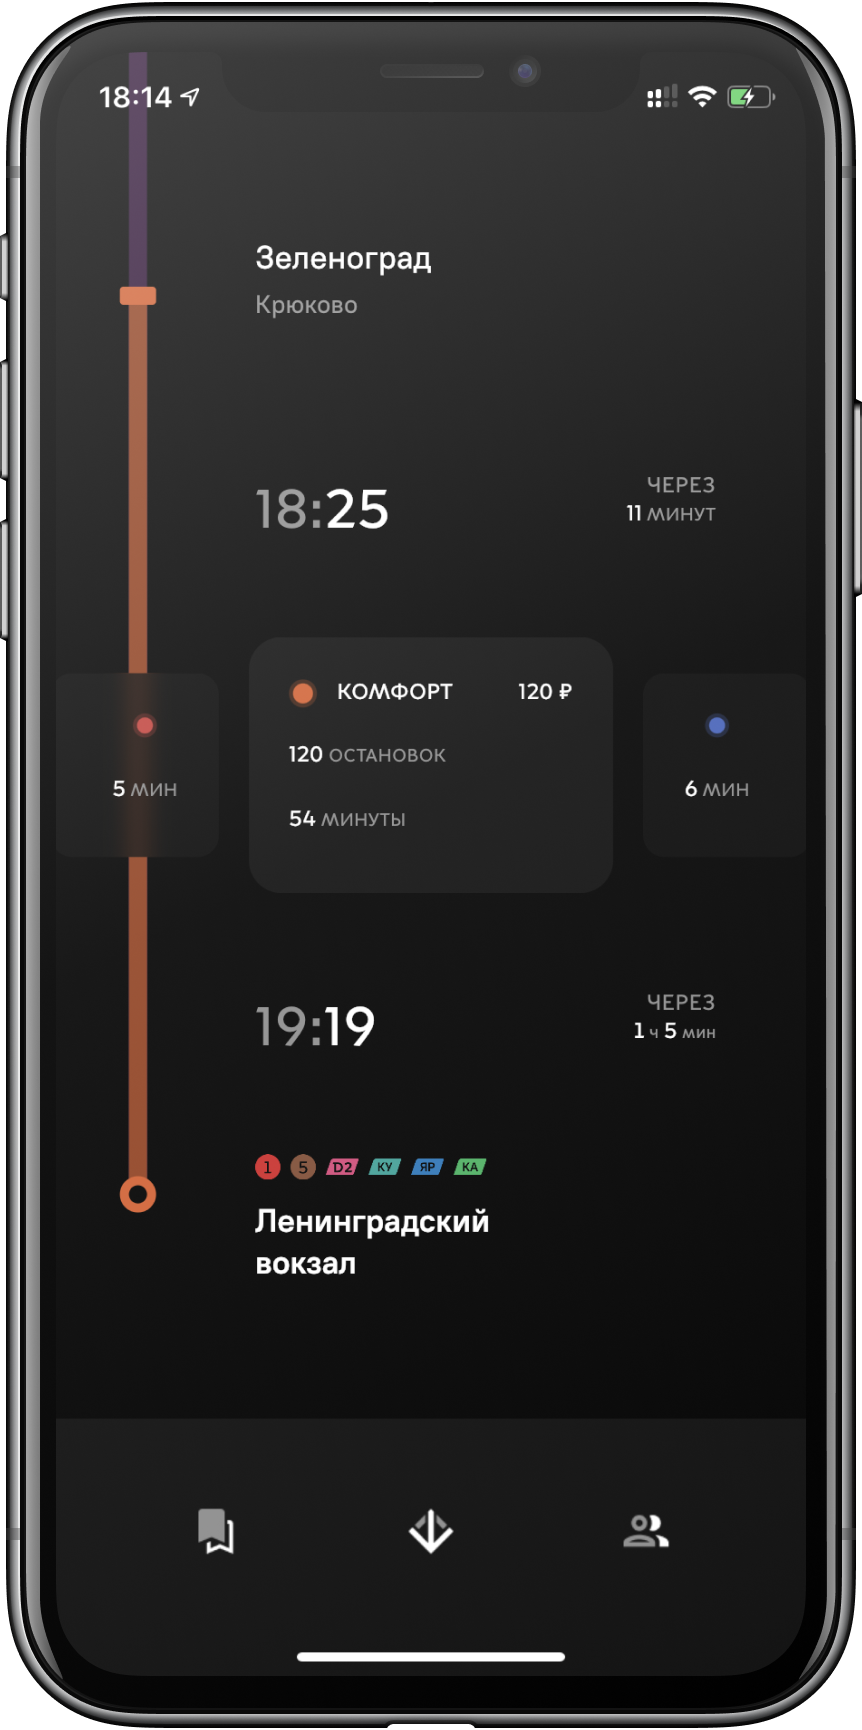 18:14
Зеленоград
Крюково
18:25
ЧЕРЕЗ
11 МИНУТ
КОМФОРТ 120 ₽
120 ОСТАНОВОК
54 МИНУТЫ
5 МИН
6 МИН
19:19
ЧЕРЕЗ
1 ч 5 мин
1 5 D2 КУ ЯР КА
Ленинградский
вокзал